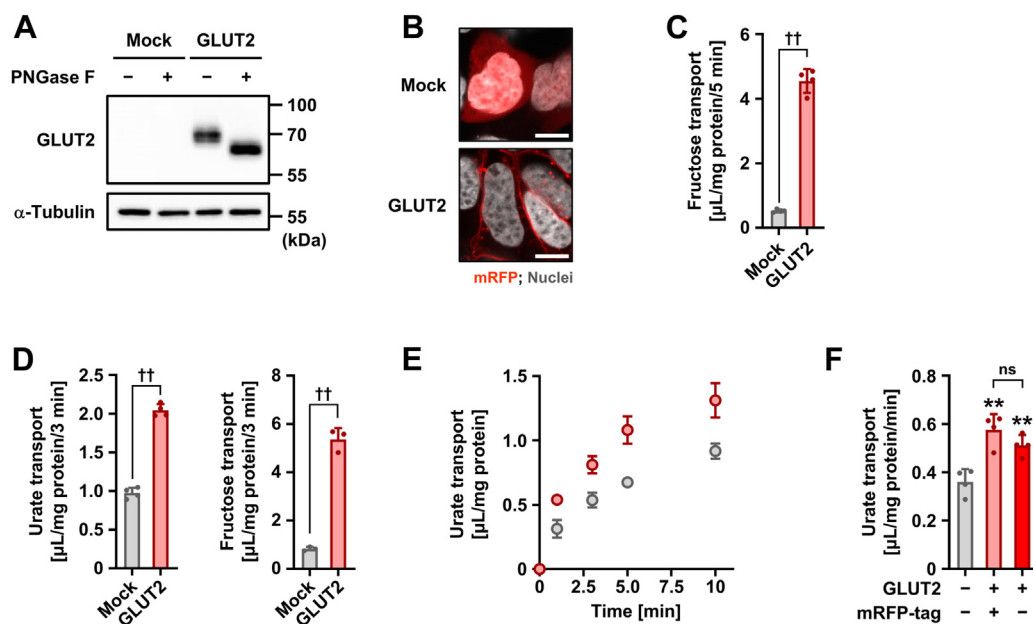 A
Mock GLUT2
PNGase F − + − +
GLUT2
100
70
55
α-Tubulin
55
(kDa)
B
Mock
GLUT2
mRFP; Nuclei
C
Fructose transport
[µL/mg protein/5 min]
6
4
2
0
††
Mock
GLUT2
D
Urate transport
[µL/mg protein/3 min]
2.5
2.0
1.5
1.0
0.5
0
††
Mock
GLUT2
Fructose transport
[µL/mg protein/3 min]
8
6
4
2
0
††
Mock
GLUT2
E
Urate transport
[µL/mg protein]
1.5
1.0
0.5
0
0 2.5 5.0 7.5 10
Time [min]
F
Urate transport
[µL/mg protein/min]
0.8
0.6
0.4
0.2
0
ns
**
**
GLUT2 − + +
mRFP-tag − + −